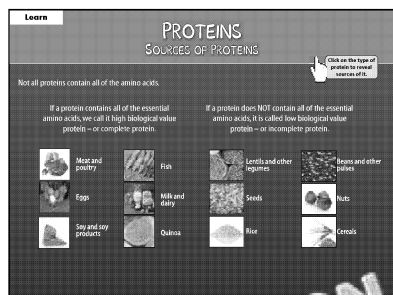 Learn
PROTEINS
SOURCES OF PROTEINS
Click on the type of
protein to reveal
sources of it.
Not all proteins contain all of the amino acids.
If a protein contains all of the essential
amino acids, we call it high biological value
protein – or complete protein.
If a protein does NOT contain all of the essential
amino acids, it is called low biological value
protein – or incomplete protein.
Meat and
poultry
Fish
Lentils and other
legumes
Beans and other
pulses
Eggs
Milk and
dairy
Seeds
Nuts
Soy and soy
products
Quinoa
Rice
Cereals